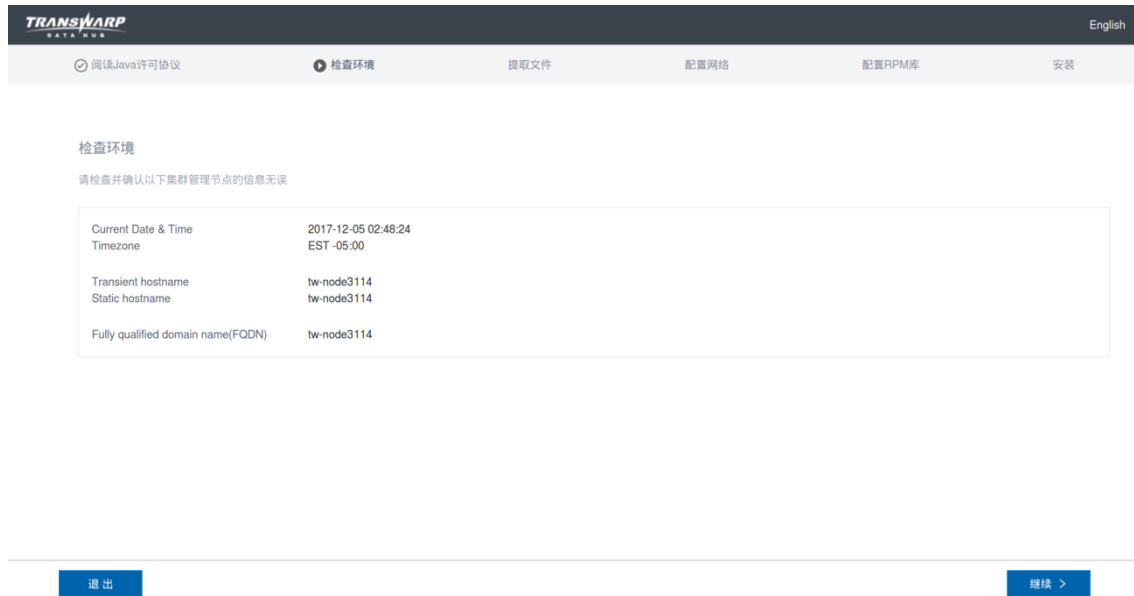 TRANSWARP
DATA HUB
English
阅读Java许可协议
检查环境
提取文件
配置网络
配置RPM库
安装
检查环境
请检查并确认以下集群管理节点的信息无误
Current Date & Time 2017-12-05 02:48:24
Timezone EST -05:00
Transient hostname tw-node3114
Static hostname tw-node3114
Fully qualified domain name(FQDN) tw-node3114
退出
继续 >